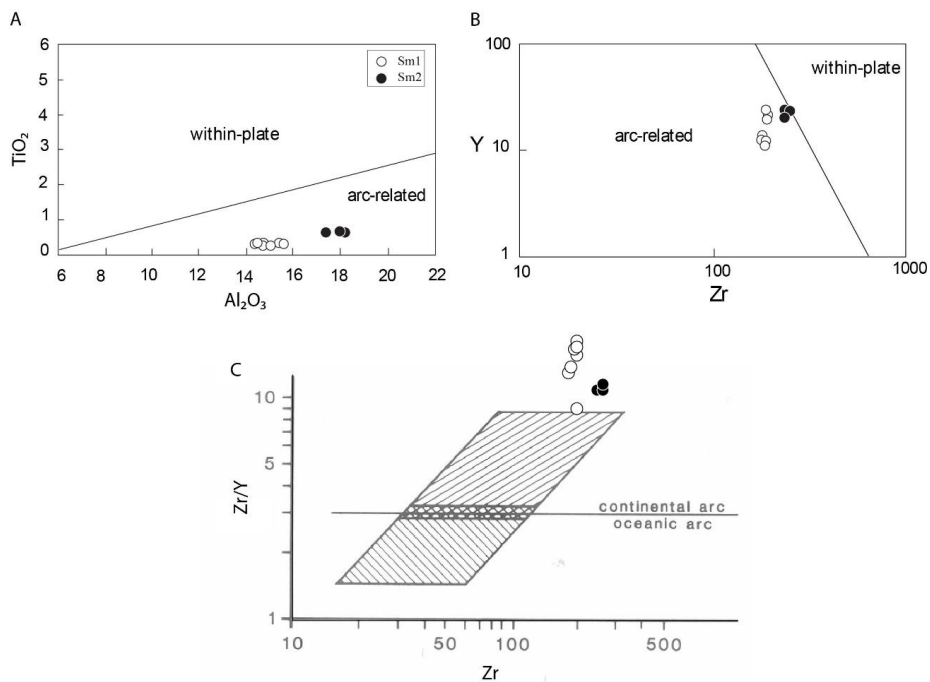 A
6
5
4
3
2
1
0
TiO2
within-plate
arc-related
Sm1
Sm2
6
8
10
12
14
16
18
20
22
Al2O3
B
100
10
1
Y
arc-related
within-plate
10
100
1000
Zr
C
10
5
1
Zr/Y
continental arc
oceanic arc
10
50
100
500
Zr